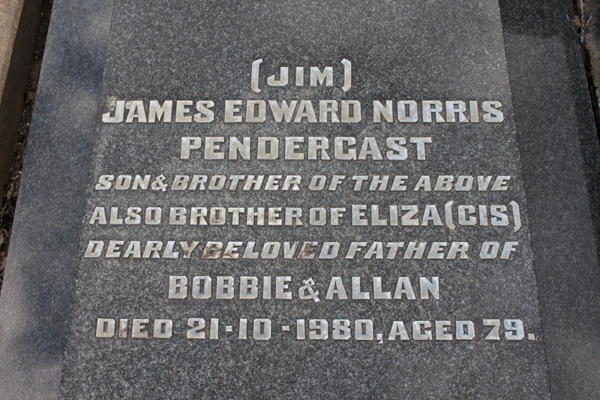 (JIM)
JAMES EDWARD NORRIS
PENDERGAST
SON & BROTHER OF THE ABOVE
ALSO BROTHER OF ELIZA (CIS)
DEARLY BELOVED FATHER OF
BOBBIE & ALLAN
DIED 21-10-1980, AGED 79.